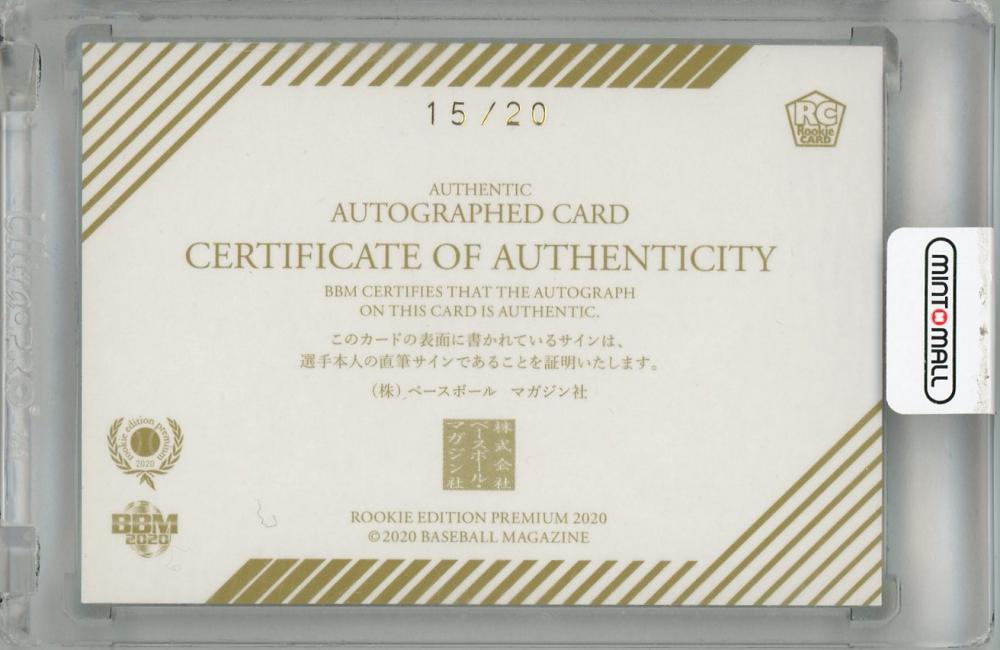 15/20
RC
Rookie
CARD
AUTHENTIC
AUTOGRAPHED CARD
CERTIFICATE OF AUTHENTICITY
BBM CERTIFIES THAT THE AUTOGRAPH
ON THIS CARD IS AUTHENTIC.
このカードの表面に書かれているサインは、
選手本人の直筆サインであることを証明いたします。
（株）ベースボール マガジン社
株式会社
ベースボール・
マガジン社
rookie edition premium
2020
BBM
2020
ROOKIE EDITION PREMIUM 2020
©2020 BASEBALL MAGAZINE
MINTMALL
ultra PRO